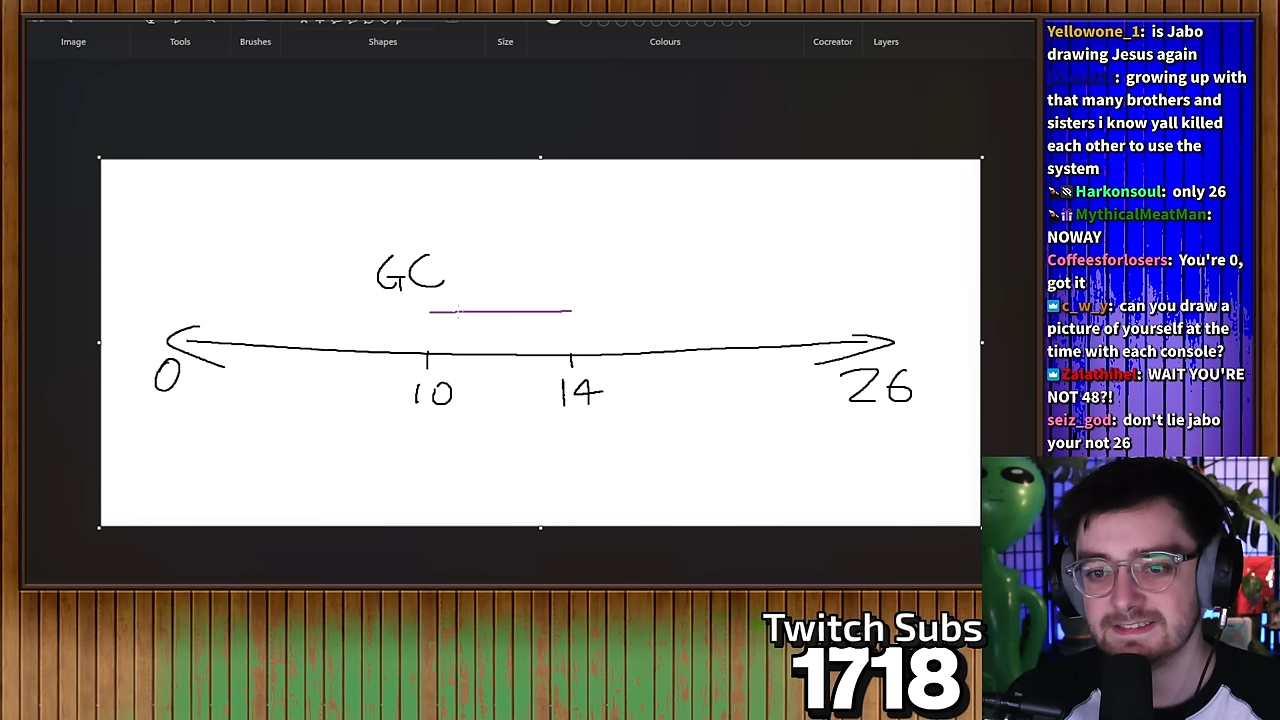 Image
Tools
Brushes
Shapes
Size
Colours
Cocreator
Layers
GC
0
10
14
26
Yellowone_1: is Jabo
drawing Jesus again
: growing up with
that many brothers and
sisters i know yall killed
each other to use the
system
Harkonsoul: only 26
MythicalMeatMan:
NOWAY
Coffeesforlosers: You're 0,
got it
c_w_y: can you draw a
picture of yourself at the
time with each console?
Zalathihel: WAIT YOU'RE
NOT 48?!
seiz_god: don't lie jabo
your not 26
Twitch Subs
1718